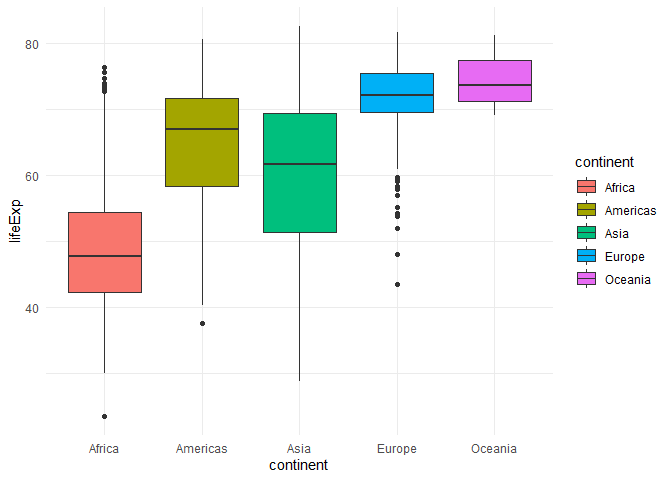 80
60
40
lifeExp
Africa
Americas
Asia
Europe
Oceania
continent
continent
Africa
Americas
Asia
Europe
Oceania